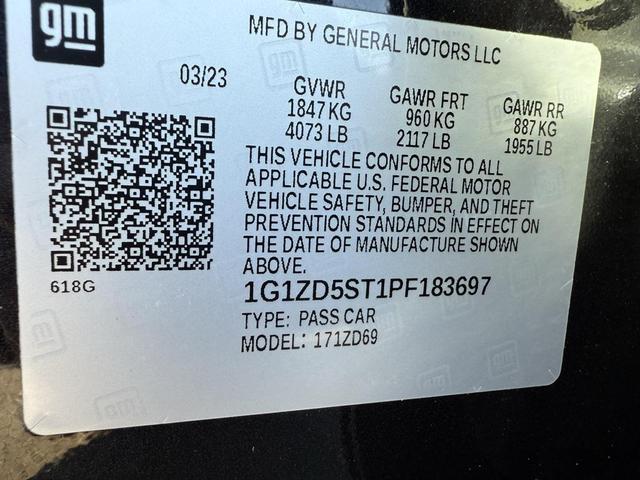 gm
MFD BY GENERAL MOTORS LLC
03/23
GVWR
1847 KG
4073 LB
GAWR FRT
960 KG
2117 LB
GAWR RR
887 KG
1955 LB
THIS VEHICLE CONFORMS TO ALL
APPLICABLE U.S. FEDERAL MOTOR
VEHICLE SAFETY, BUMPER, AND THEFT
PREVENTION STANDARDS IN EFFECT ON
THE DATE OF MANUFACTURE SHOWN
ABOVE.
618G
1G1ZD5ST1PF183697
TYPE: PASS CAR
MODEL: 171ZD69